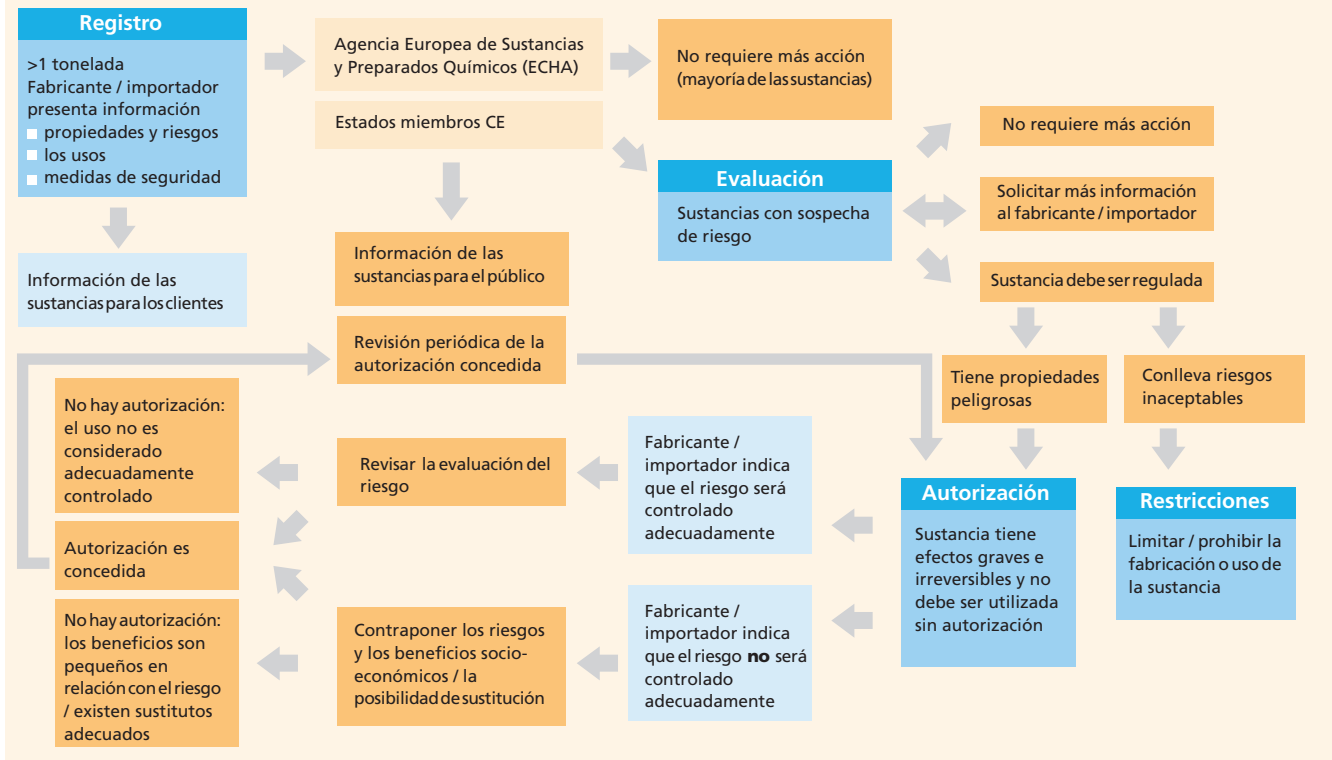 Registro
>1 tonelada
Fabricante / importador
presenta información
propiedades y riesgos
los usos
medidas de seguridad
Agencia Europea de Sustancias
y Preparados Químicos (ECHA)
Estados miembros CE
No requiere más acción
(mayoría de las sustancias)
No requiere más acción
Evaluación
Sustancias con sospecha
de riesgo
Solicitar más información
al fabricante / importador
Sustancia debe ser regulada
Información de las
sustancias para los clientes
Información de las
sustancias para el público
Revisión periódica de la
autorización concedida
Tiene propiedades
peligrosas
Conlleva riesgos
inaceptables
No hay autorización:
el uso no es
considerado
adecuadamente
controlado
Revisar la evaluación del
riesgo
Fabricante /
importador indica
que el riesgo será
controlado
adecuadamente
Autorización
Sustancia tiene
efectos graves e
irreversibles y no
debe ser utilizada
sin autorización
Restricciones
Limitar / prohibir la
fabricación o uso de
la sustancia
Autorización es
concedida
No hay autorización:
los beneficios son
pequeños en
relación con el riesgo
/ existen sustitutos
adecuados
Contraponer los riesgos
y los beneficios socio-
económicos / la
posibilidad de sustitución
Fabricante /
importador indica
que el riesgo no será
controlado
adecuadamente